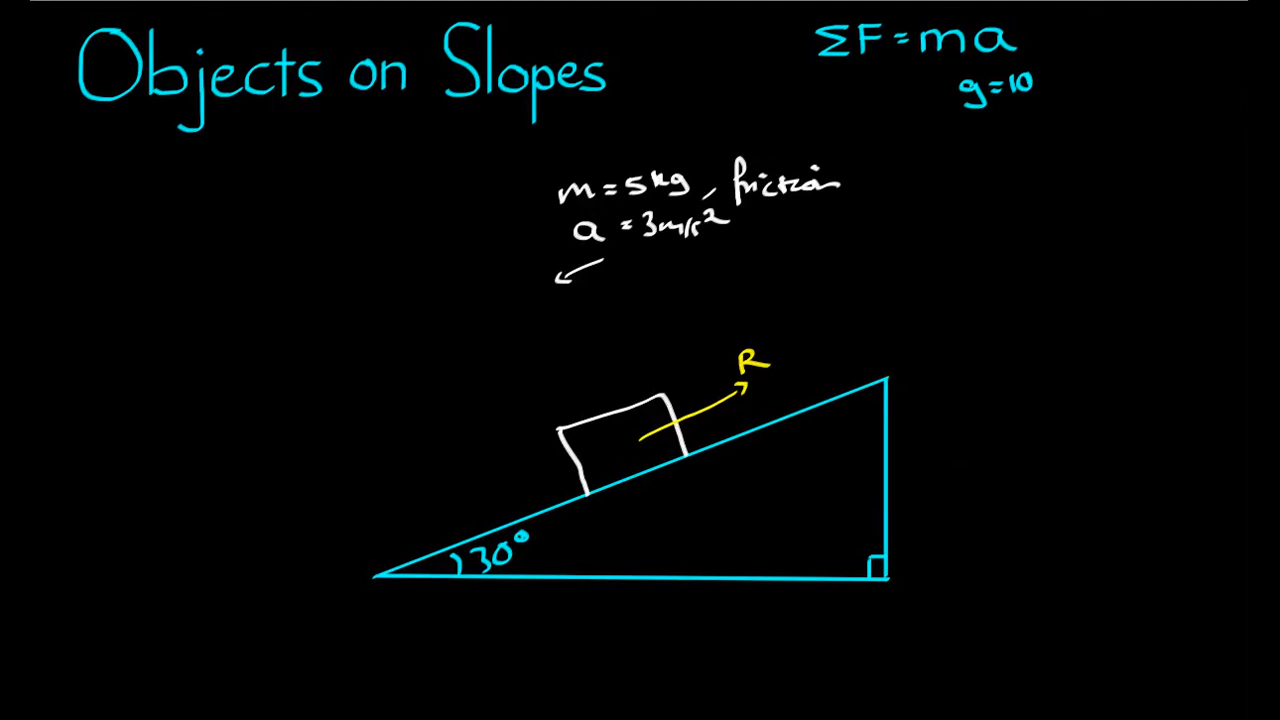 Objects on Slopes
ΣF=ma
g=10
m=5kg, friction
a=3m/s²
R
30°